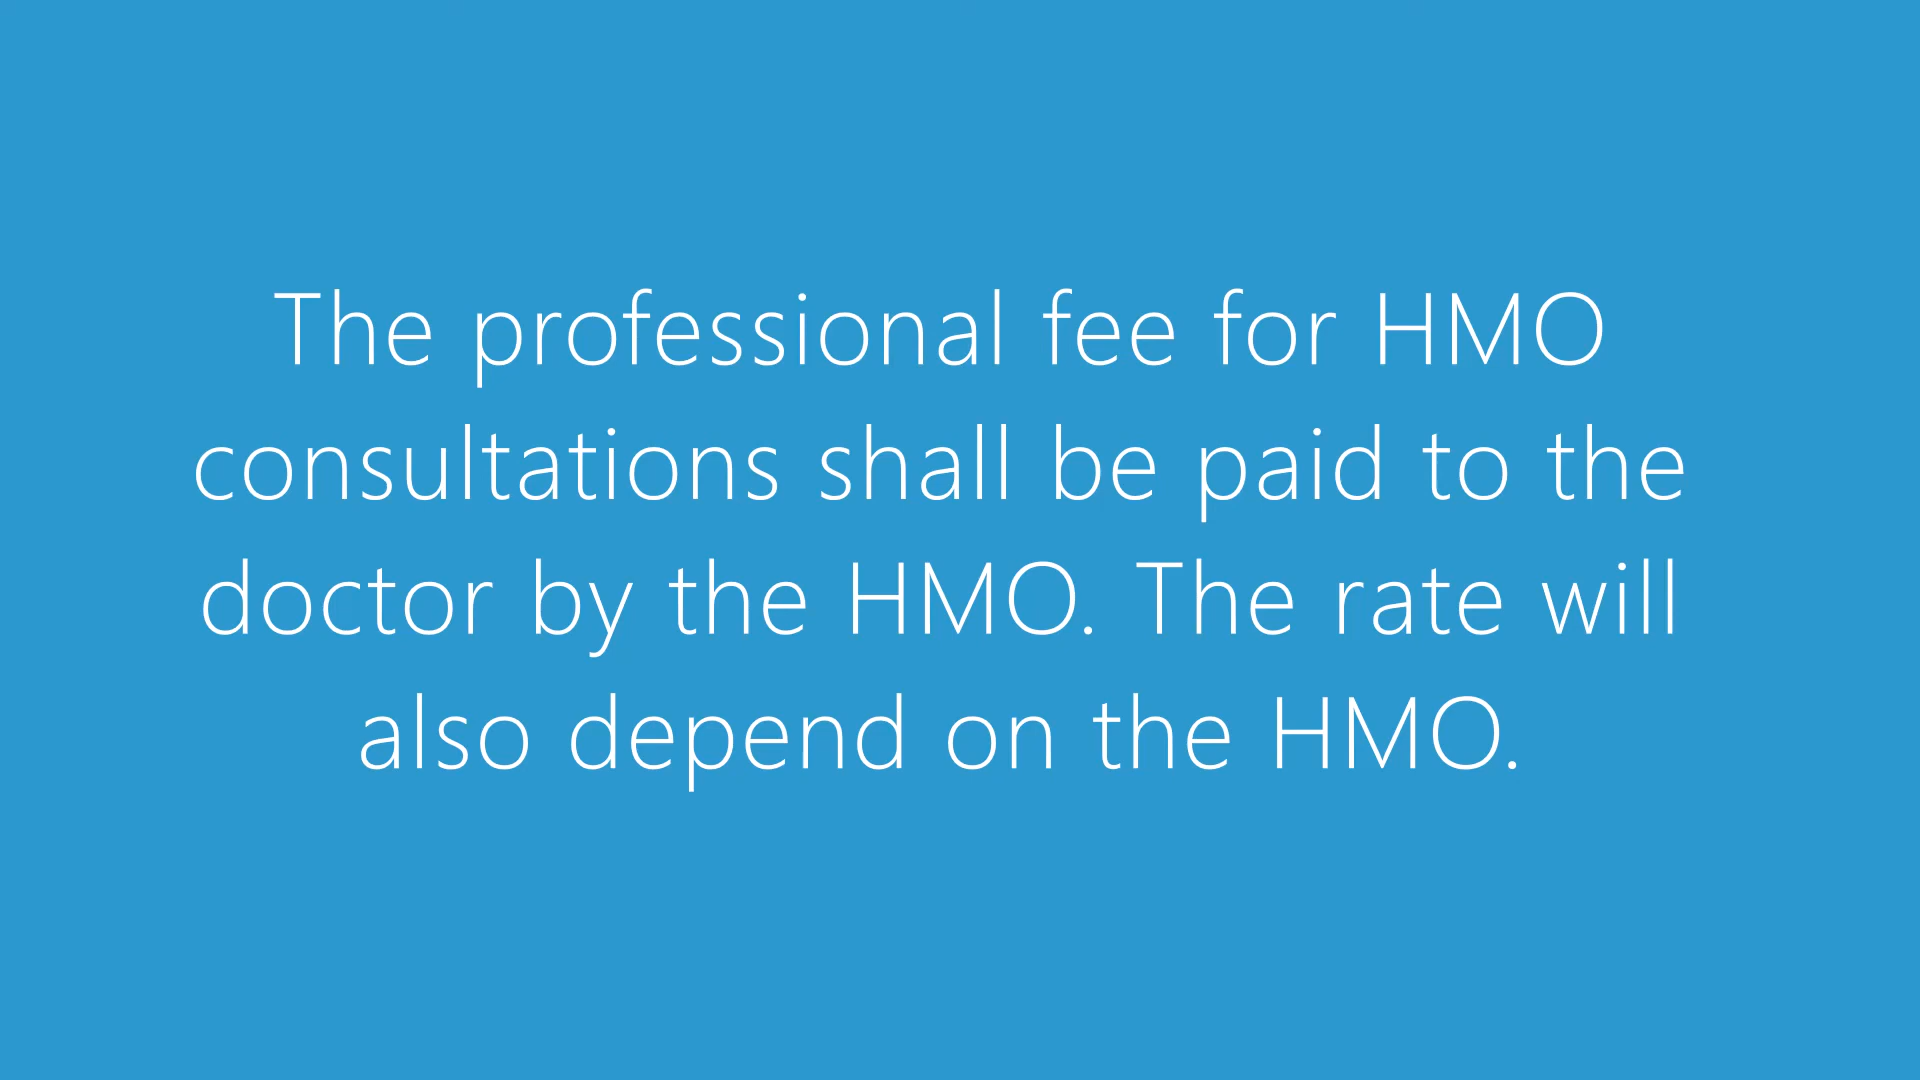 The professional fee for HMO
consultations shall be paid to the
doctor by the HMO. The rate will
also depend on the HMO.